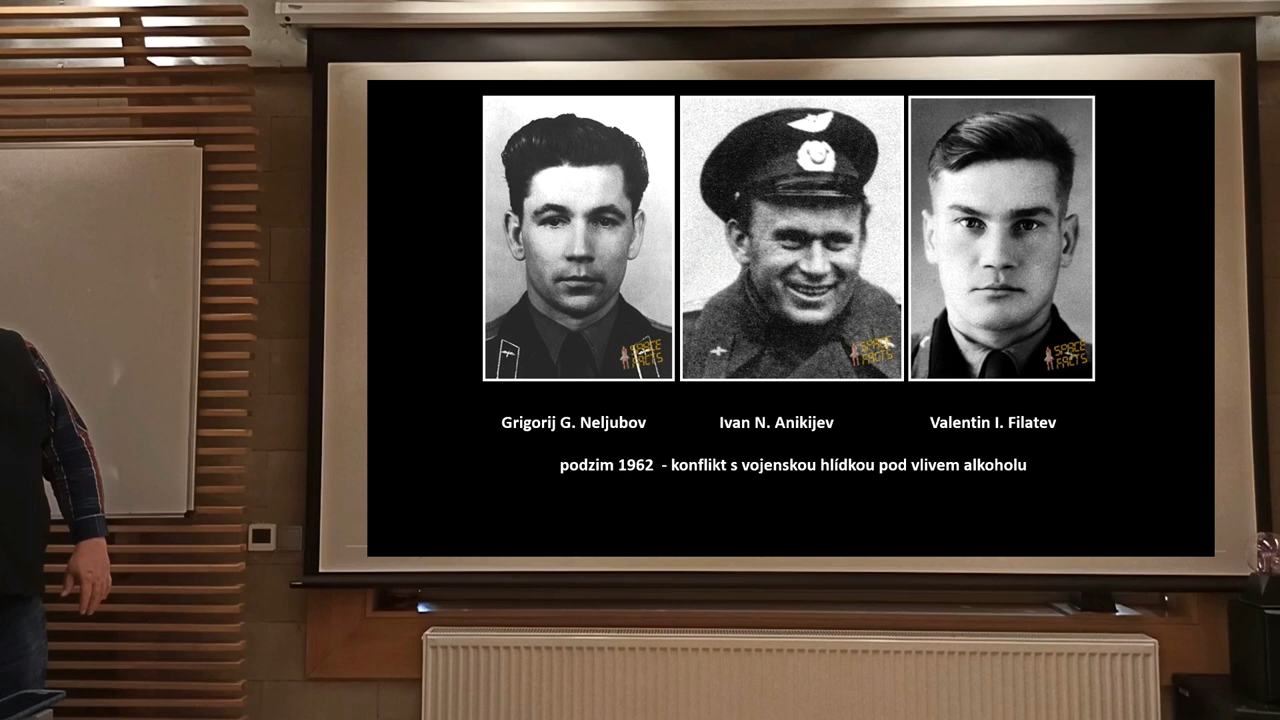 SPACE FACTS
SPACE FACTS
SPACE FACTS
Grigorij G. Neljubov
Ivan N. Anikijev
Valentin I. Filatev
podzim 1962 - konflikt s vojenskou hlídkou pod vlivem alkoholu